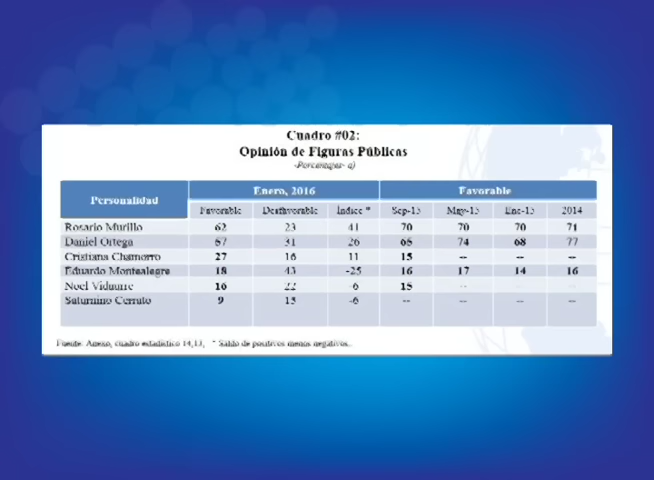 Cuadro #02:
Opinión de Figuras Públicas
-Porcentajes- a)
Personalidad Enero, 2016 Favorable
Favorable Desfavorable Índice * Sep-15 May-15 Ene-15 2014
Rosario Murillo 62 23 41 70 70 70 71
Daniel Ortega 57 31 26 74 68 77
Cristiana Chamorro 27 16 11 15 -- -- --
Eduardo Montealegre 18 43 -25 16 17 14 16
Noel Vidaurre 16 22 -6 15 -- -- --
Saturnino Cerrato 9 15 -6 -- -- -- --
Fuente: Anexo, cuadro estadístico 14,13, * Saldo de positivos menos negativos.